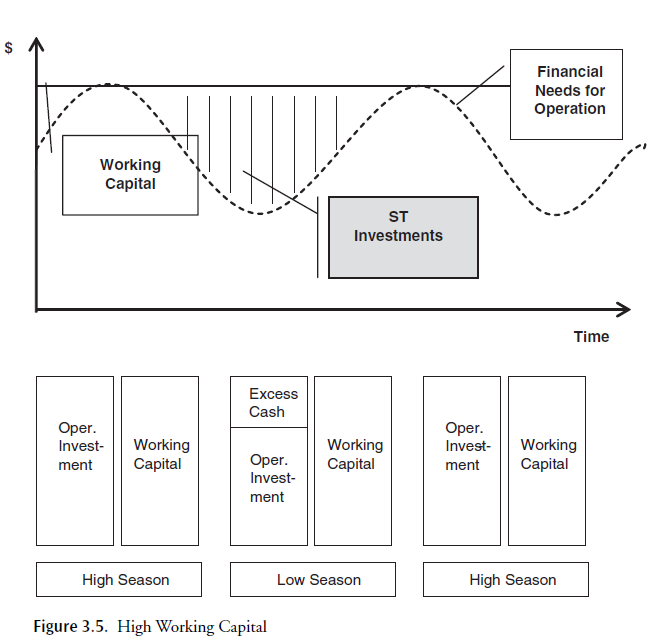 $
Financial
Needs for
Operation
Working
Capital
ST
Investments
Time
Oper.
Invest-
ment
Working
Capital
Excess
Cash
Oper.
Invest-
ment
Working
Capital
Oper.
Invest-
ment
Working
Capital
High Season
Low Season
High Season
Figure 3.5. High Working Capital